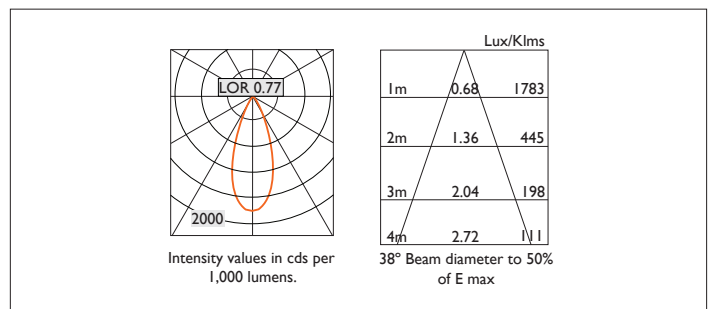 LOR 0.77
2000
Intensity values in cds per
1,000 lumens.
Lux/Klms
1m 0.68 1783
2m 1.36 445
3m 2.04 198
4m 2.72 111
38º Beam diameter to 50%
of E max